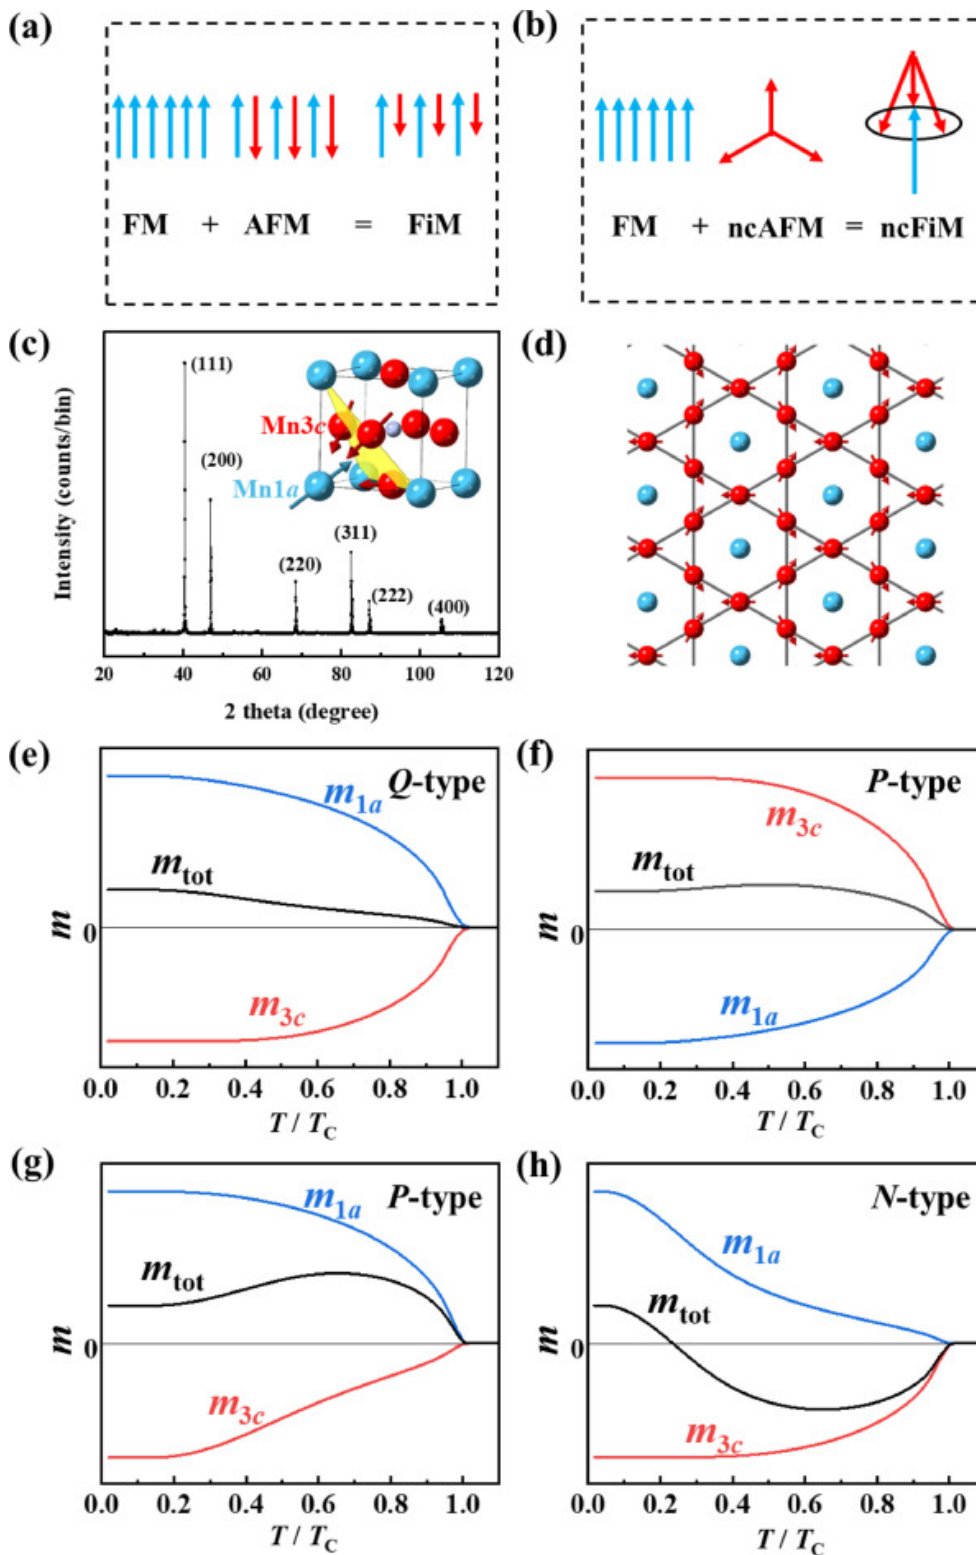 (a)
FM + AFM = FiM
(b)
FM + ncAFM = ncFiM
(c)
Intensity (counts/bin)
(111)
(200)
(220)
(311)
(222)
(400)
Mn3c
Mn1a
20 40 60 80 100 120
2 theta (degree)
(d)
(e)
Q-type
m1a
mtot
m3c
m
0
0.0 0.2 0.4 0.6 0.8 1.0
T / TC
(f)
P-type
m3c
mtot
m1a
m
0
0.0 0.2 0.4 0.6 0.8 1.0
T / TC
(g)
P-type
m1a
mtot
m3c
m
0
0.0 0.2 0.4 0.6 0.8 1.0
T / TC
(h)
N-type
m1a
mtot
m3c
m
0
0.0 0.2 0.4 0.6 0.8 1.0
T / TC